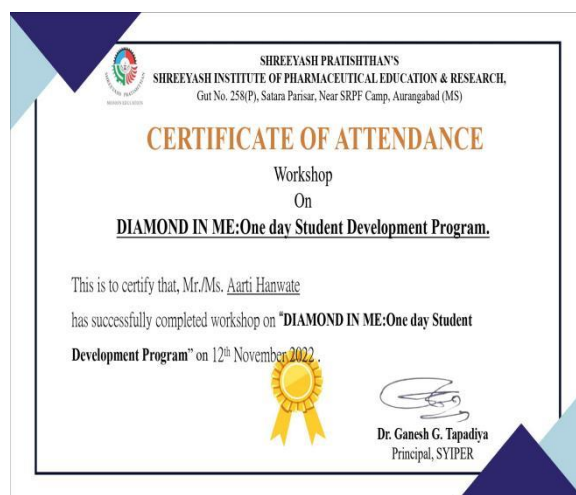 SHREEYASH PRATISHTHAN'S
SHREEYASH INSTITUTE OF PHARMACEUTICAL EDUCATION & RESEARCH,
Gut No. 258(P), Satara Parisar, Near SRPF Camp, Aurangabad (MS)
CERTIFICATE OF ATTENDANCE
Workshop
On
DIAMOND IN ME:One day Student Development Program.
This is to certify that, Mr./Ms. Aarti Hanwate
has successfully completed workshop on "DIAMOND IN ME:One day Student
Development Program" on 12th November 2022 .
Dr. Ganesh G. Tapadiya
Principal, SYIPER